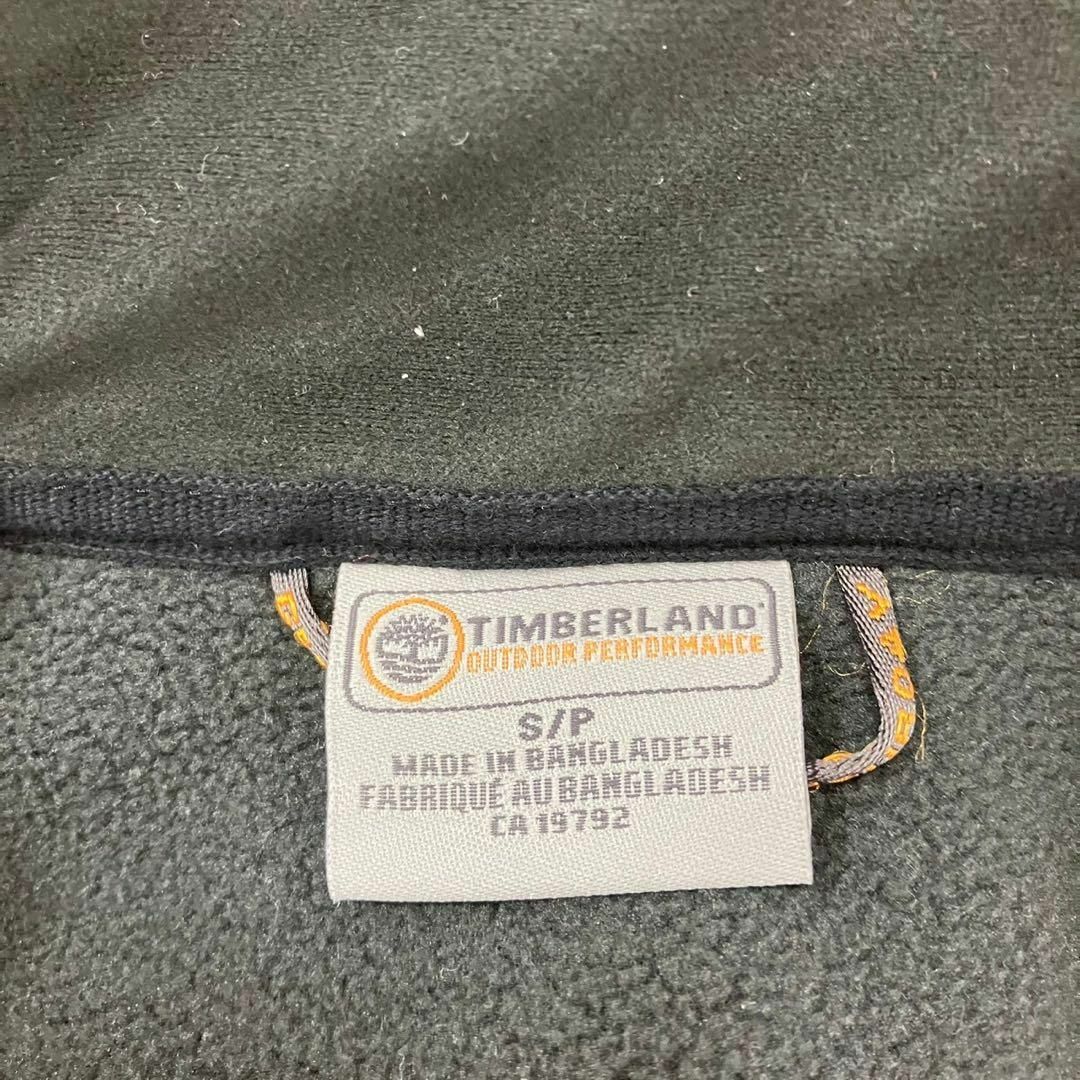 TIMBERLAND®
OUTDOOR PERFORMANCE
S/P
MADE IN BANGLADESH
FABRIQUÉ AU BANGLADESH
CA 19792